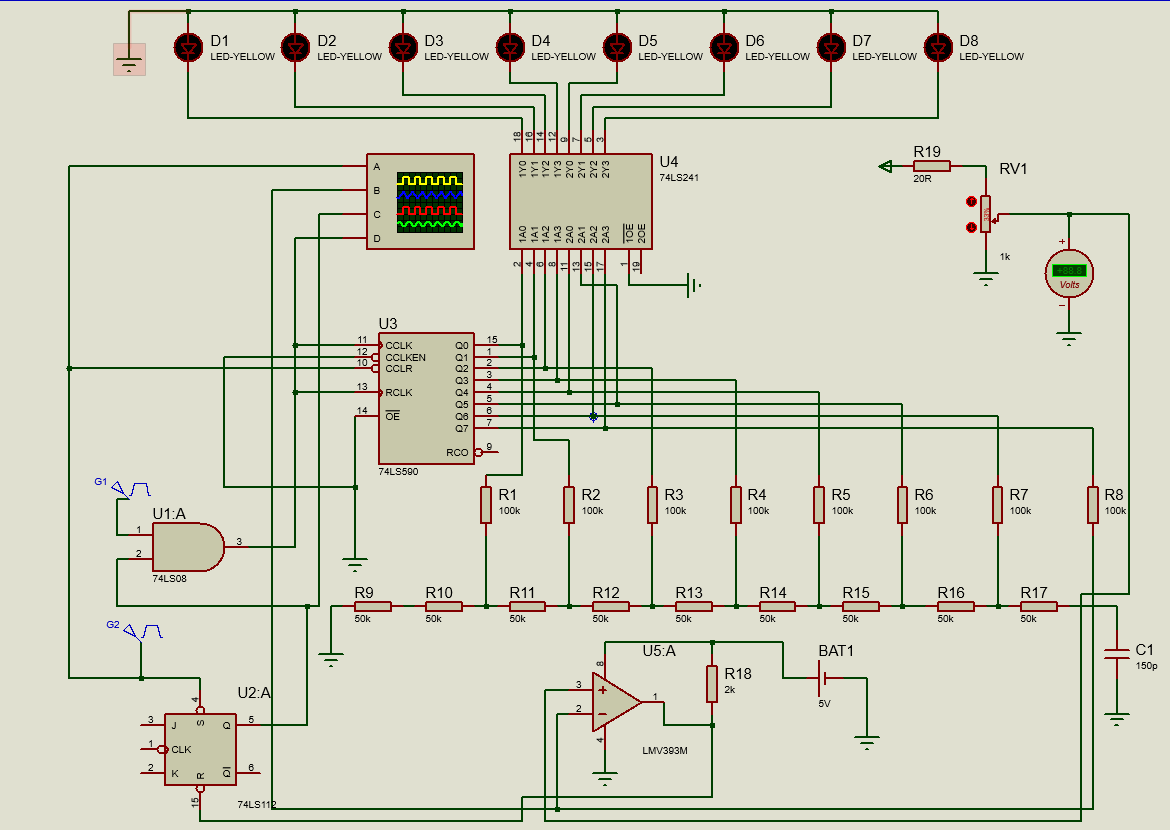 D1 D2 D3 D4 D5 D6 D7 D8
LED-YELLOW LED-YELLOW LED-YELLOW LED-YELLOW LED-YELLOW LED-YELLOW LED-YELLOW LED-YELLOW
18 16 14 12 9 7 5 3
1Y0 1Y1 1Y2 1Y3 2Y0 2Y1 2Y2 2Y3
U4
74LS241
1A0 1A1 1A2 1A3 2A0 2A1 2A2 2A3 1OE 2OE
2 4 6 8 11 13 15 17 1 19
A
B
C
D
R19
20R
RV1
1k
+
Volts
−
U3
11 CCLK Q0 15
12 CCLKEN Q1 1
10 CCLR Q2 2
Q3 3
13 RCLK Q4 4
Q5 5
14 OE Q6 6
Q7 7
RCO 9
74LS590
G1
U1:A
1
2
3
74LS08
R1 R2 R3 R4 R5 R6 R7 R8
100k 100k 100k 100k 100k 100k 100k 100k
R9 R10 R11 R12 R13 R14 R15 R16 R17
50k 50k 50k 50k 50k 50k 50k 50k 50k
G2
U2:A
4
3 J S Q 5
1 CLK
2 K R Q 6
15
74LS112
U5:A
8
3 +
2 −
1
4
LMV393M
R18
2k
BAT1
5V
C1
150p